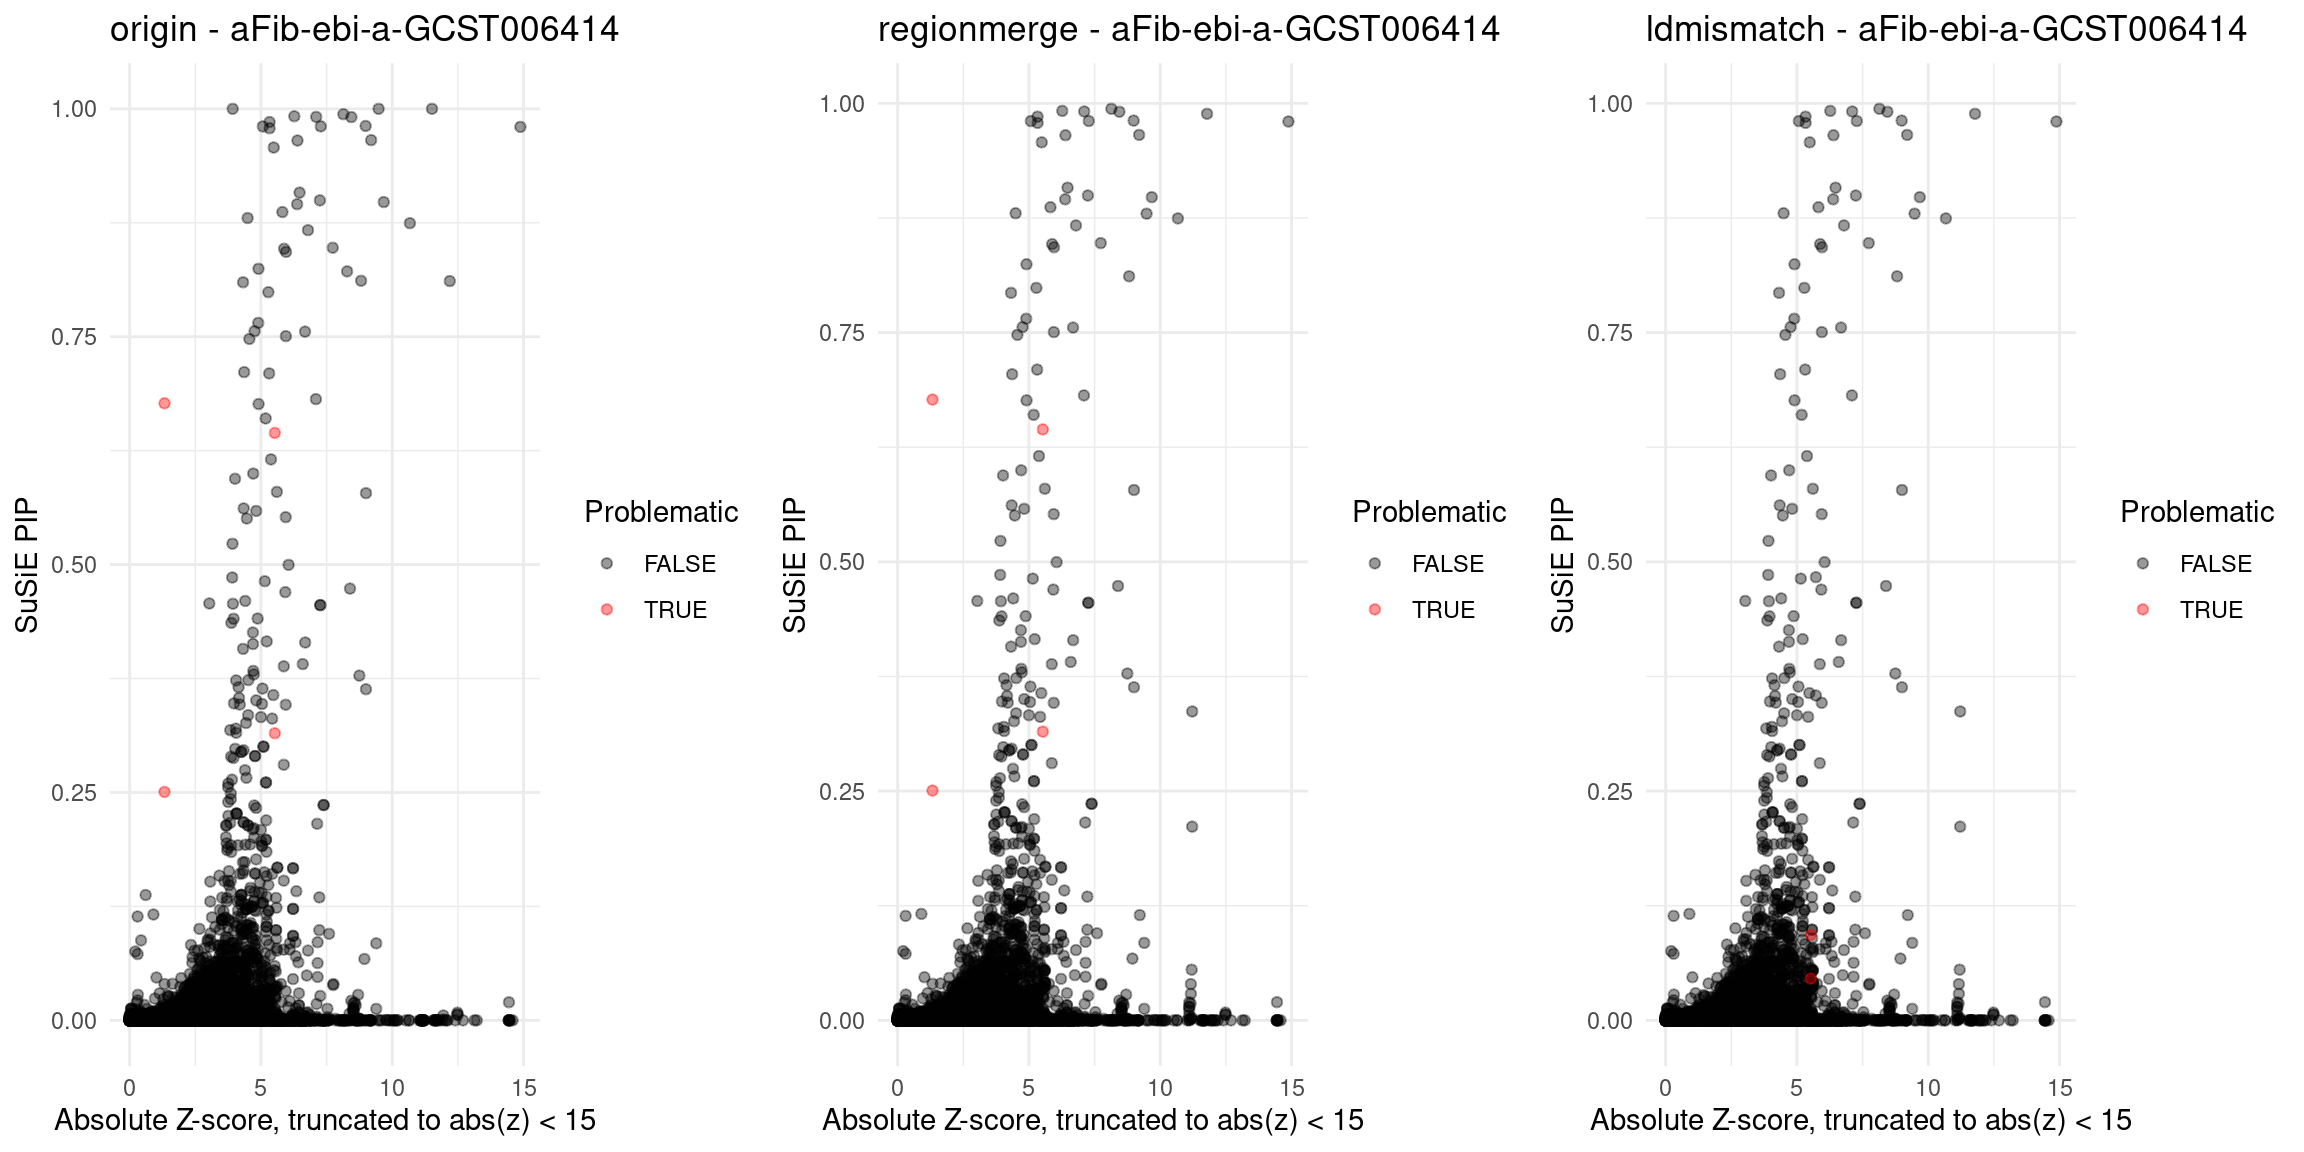 origin - aFib-ebi-a-GCST006414
1.00
0.75
0.50
0.25
0.00
SuSiE PIP
0
5
10
15
Absolute Z-score, truncated to abs(z) < 15
Problematic
FALSE
TRUE
regionmerge - aFib-ebi-a-GCST006414
1.00
0.75
0.50
0.25
0.00
SuSiE PIP
0
5
10
15
Absolute Z-score, truncated to abs(z) < 15
Problematic
FALSE
TRUE
ldmismatch - aFib-ebi-a-GCST006414
1.00
0.75
0.50
0.25
0.00
SuSiE PIP
0
5
10
15
Absolute Z-score, truncated to abs(z) < 15
Problematic
FALSE
TRUE